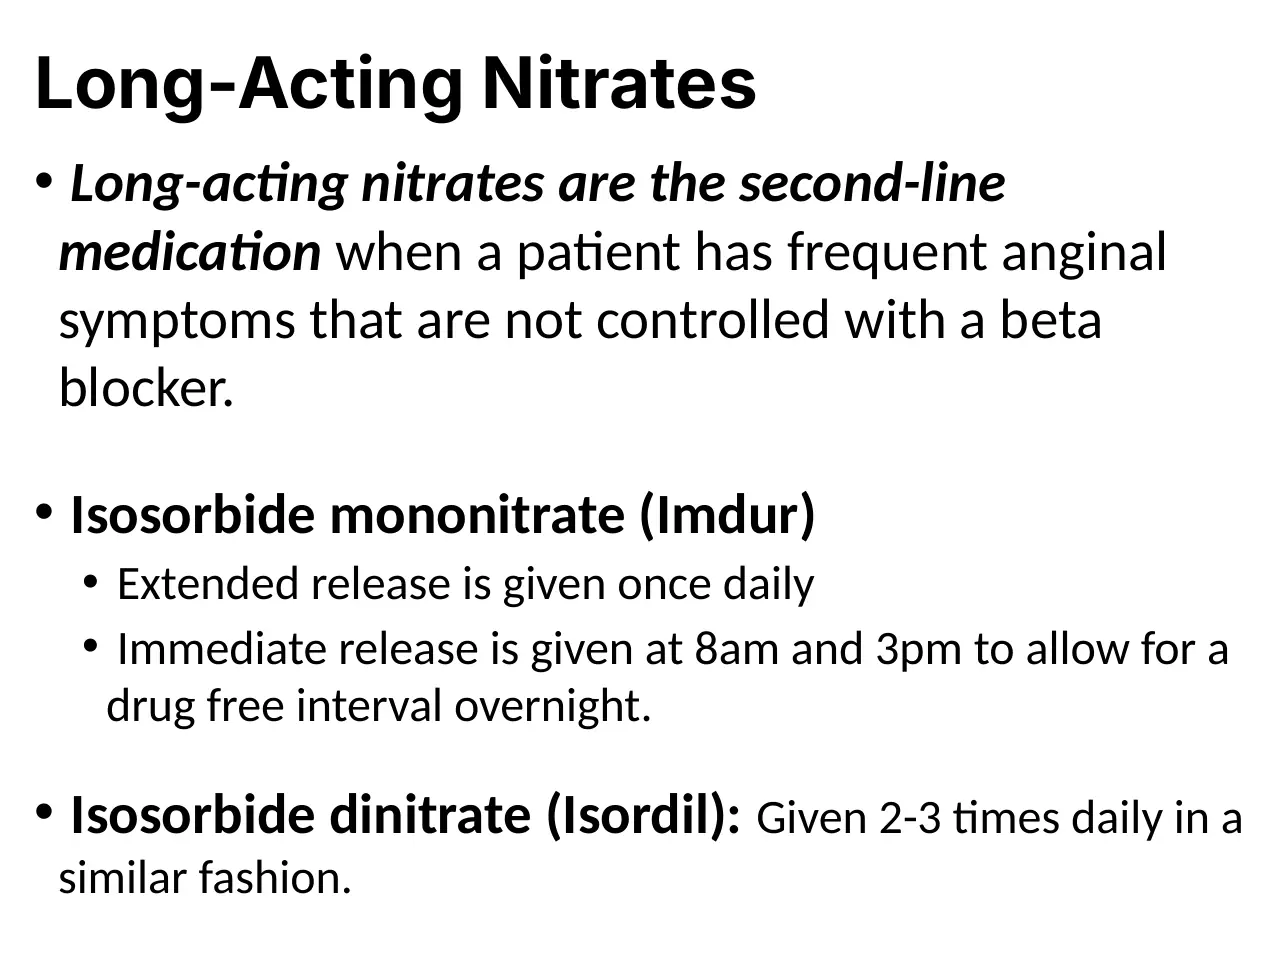 Long-Acting Nitrates
• Long-acting nitrates are the second-line
medication when a patient has frequent anginal
symptoms that are not controlled with a beta
blocker.
• Isosorbide mononitrate (Imdur)
• Extended release is given once daily
• Immediate release is given at 8am and 3pm to allow for a
drug free interval overnight.
• Isosorbide dinitrate (Isordil): Given 2-3 times daily in a
similar fashion.